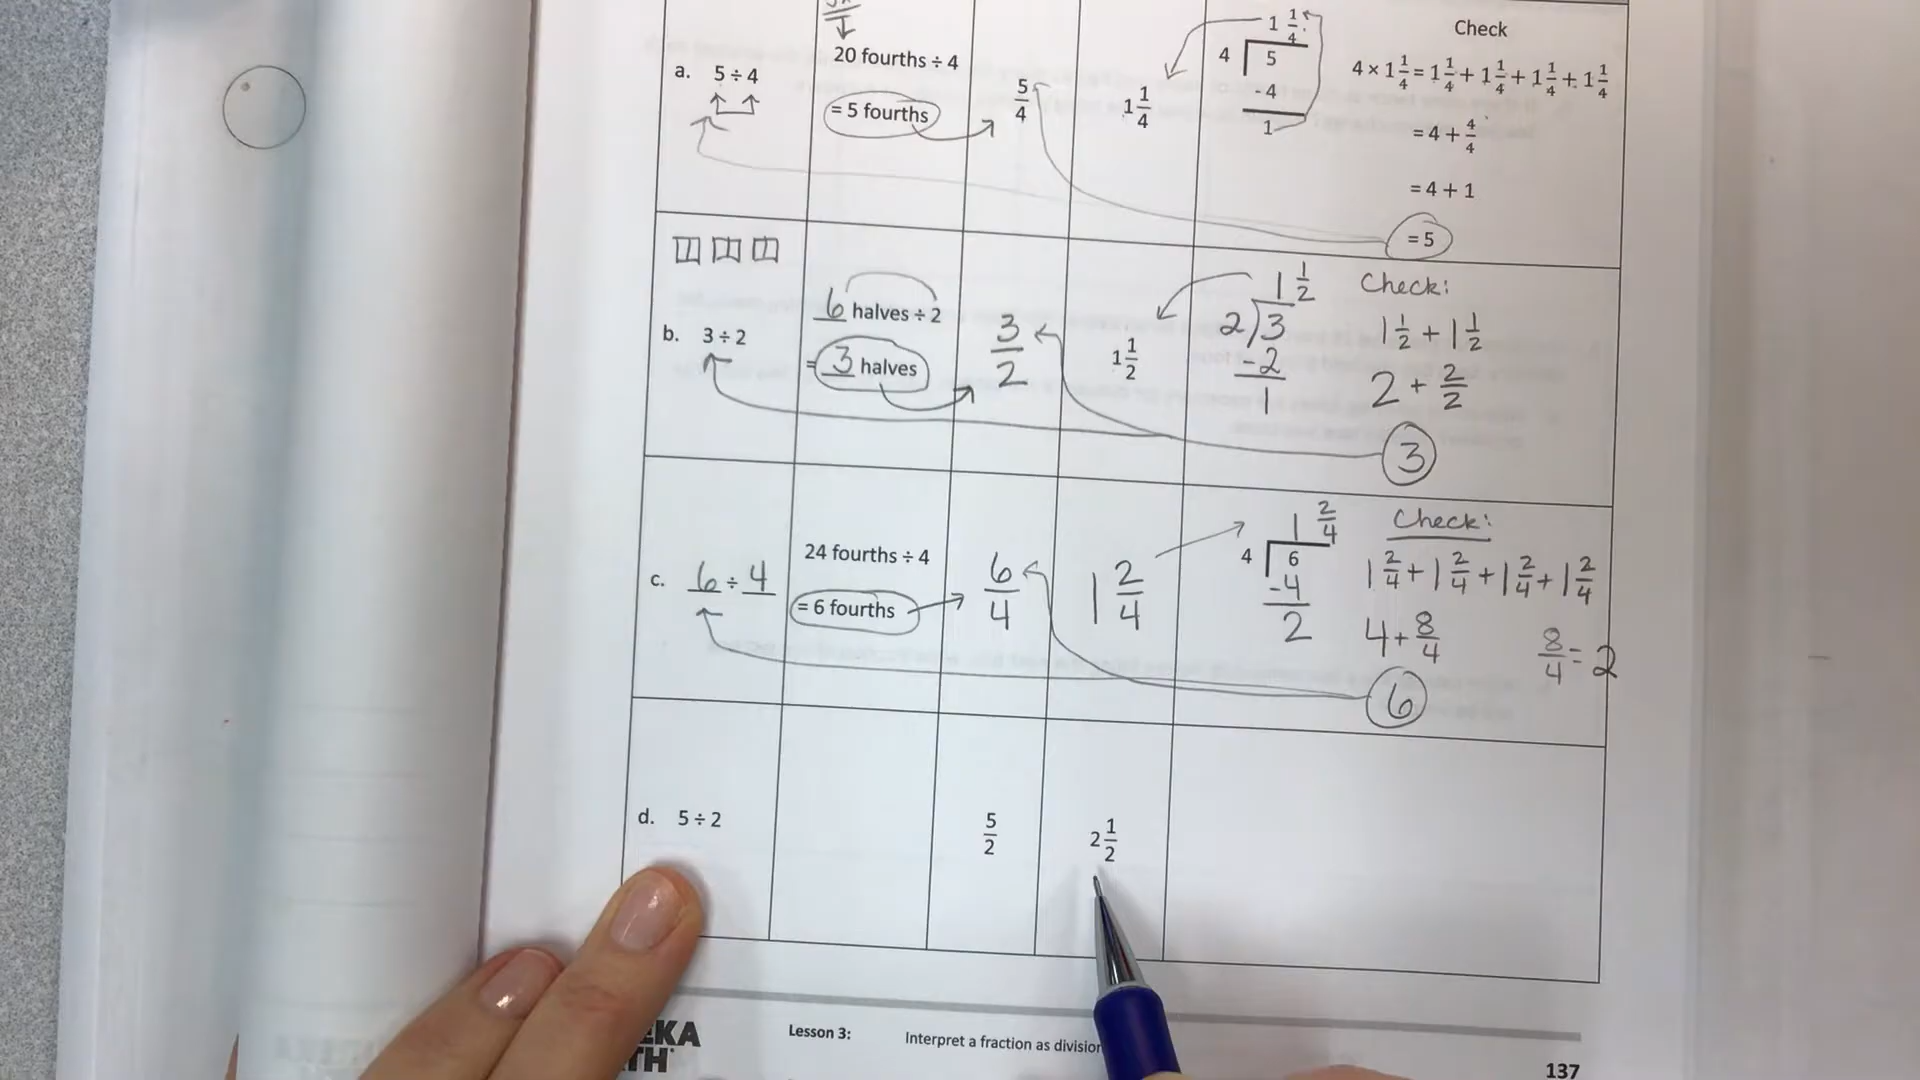 a. 5 ÷ 4
20 fourths ÷ 4
= 5 fourths
5/4
1 1/4
1 1/4
4 5
- 4
1
Check
4 × 1 1/4 = 1 1/4 + 1 1/4 + 1 1/4 + 1 1/4
= 4 + 4/4
= 4 + 1
= 5
b. 3 ÷ 2
6 halves ÷ 2
= 3 halves
3/2
1 1/2
1 1/2
2)3
-2
1
Check:
1 1/2 + 1 1/2
2 + 2/2
3
c. 6 ÷ 4
24 fourths ÷ 4
= 6 fourths
6/4
1 2/4
1 2/4
4 6
-4
2
Check:
1 2/4 + 1 2/4 + 1 2/4 + 1 2/4
4 + 8/4
8/4 = 2
6
d. 5 ÷ 2
5/2
2 1/2
Lesson 3: Interpret a fraction as division
137